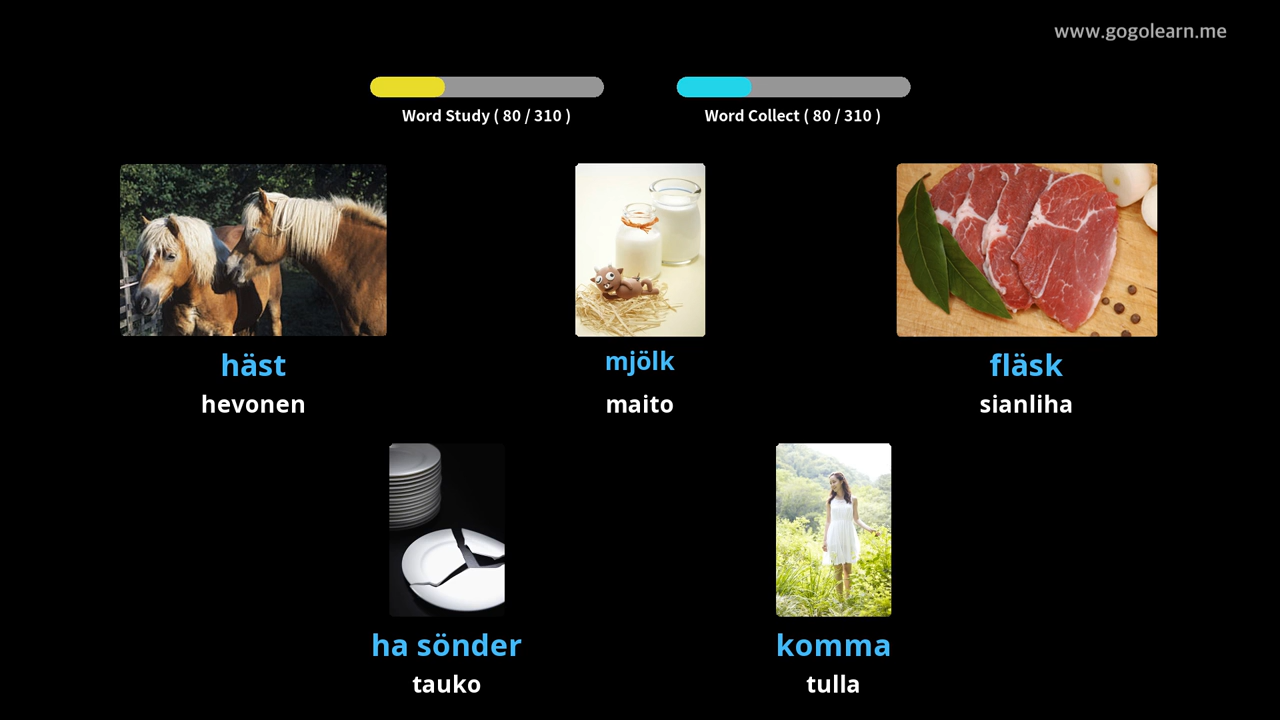 www.gogolearn.me
Word Study ( 80 / 310 )
Word Collect ( 80 / 310 )
häst
mjölk
fläsk
hevonen
maito
sianliha
ha sönder
komma
tauko
tulla